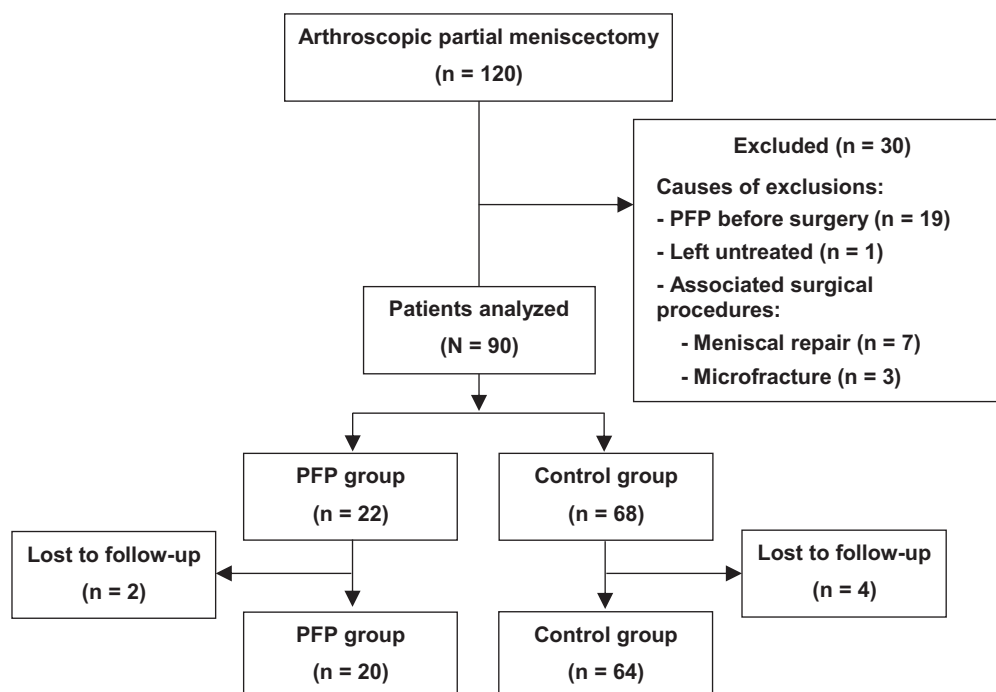 Arthroscopic partial meniscectomy
(n = 120)
Excluded (n = 30)
Causes of exclusions:
- PFP before surgery (n = 19)
- Left untreated (n = 1)
- Associated surgical
procedures:
- Meniscal repair (n = 7)
- Microfracture (n = 3)
Patients analyzed
(N = 90)
PFP group
(n = 22)
Control group
(n = 68)
Lost to follow-up
(n = 2)
Lost to follow-up
(n = 4)
PFP group
(n = 20)
Control group
(n = 64)